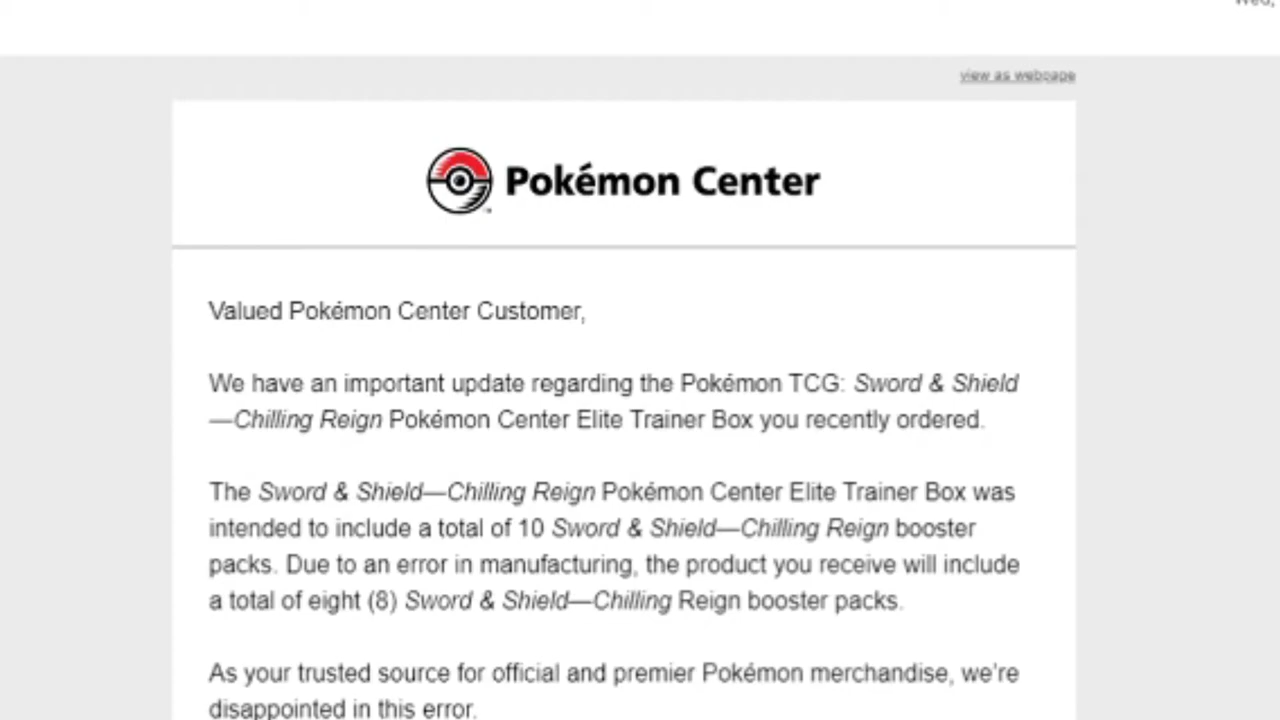 Wed,
view as webpage
Pokémon Center
Valued Pokémon Center Customer,
We have an important update regarding the Pokémon TCG: Sword & Shield
—Chilling Reign Pokémon Center Elite Trainer Box you recently ordered.
The Sword & Shield—Chilling Reign Pokémon Center Elite Trainer Box was
intended to include a total of 10 Sword & Shield—Chilling Reign booster
packs. Due to an error in manufacturing, the product you receive will include
a total of eight (8) Sword & Shield—Chilling Reign booster packs.
As your trusted source for official and premier Pokémon merchandise, we're
disappointed in this error.